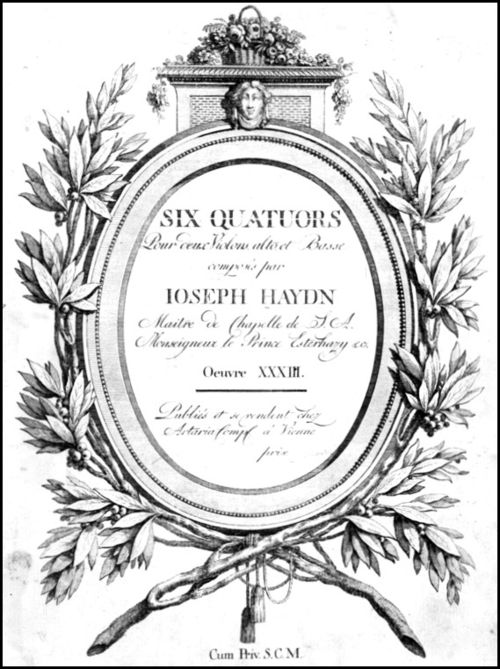 SIX QUATUORS
Pour deux Violons alto et Basse
composés par
IOSEPH HAYDN
Maitre de Chapelle de S A.
Monseigneur le Prince Esterhazy &c.
Oeuvre XXXIII.
Publiés et se vendent chez
Artaria Comp à Vienne
prix
Cum Priv. S. C. M.